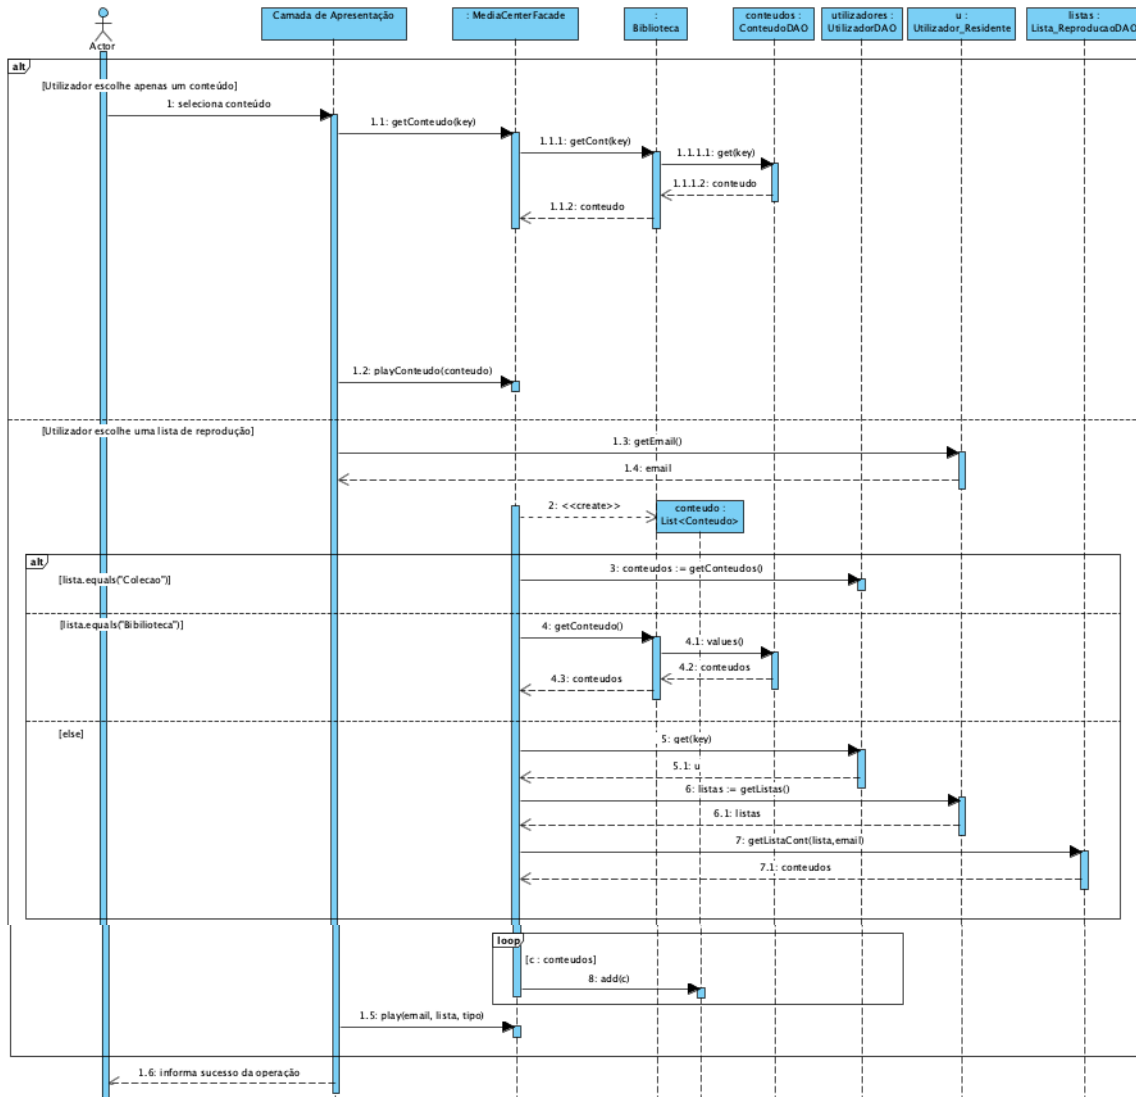 Actor
Camada de Apresentação
: MediaCenterFacade
:
Biblioteca
conteudos :
ConteudoDAO
utilizadores :
UtilizadorDAO
u :
Utilizador_Residente
listas :
Lista_ReproducaoDAO
alt
[Utilizador escolhe apenas um conteúdo]
1: seleciona conteúdo
1.1: getConteudo(key)
1.1.1: getCont(key)
1.1.1.1: get(key)
1.1.1.2: conteudo
1.1.2: conteudo
1.2: playConteudo(conteudo)
[Utilizador escolhe uma lista de reprodução]
1.3: getEmail()
1.4: email
2: <<create>>
conteudo :
List<Conteudo>
alt
[lista.equals("Colecao")]
3: conteudos := getConteudos()
[lista.equals("Bibilioteca")]
4: getConteudo()
4.1: values()
4.2: conteudos
4.3: conteudos
[else]
5: get(key)
5.1: u
6: listas := getListas()
6.1: listas
7: getListaCont(lista,email)
7.1: conteudos
loop
[c : conteudos]
8: add(c)
1.5: play(email, lista, tipo)
1.6: informa sucesso da operação